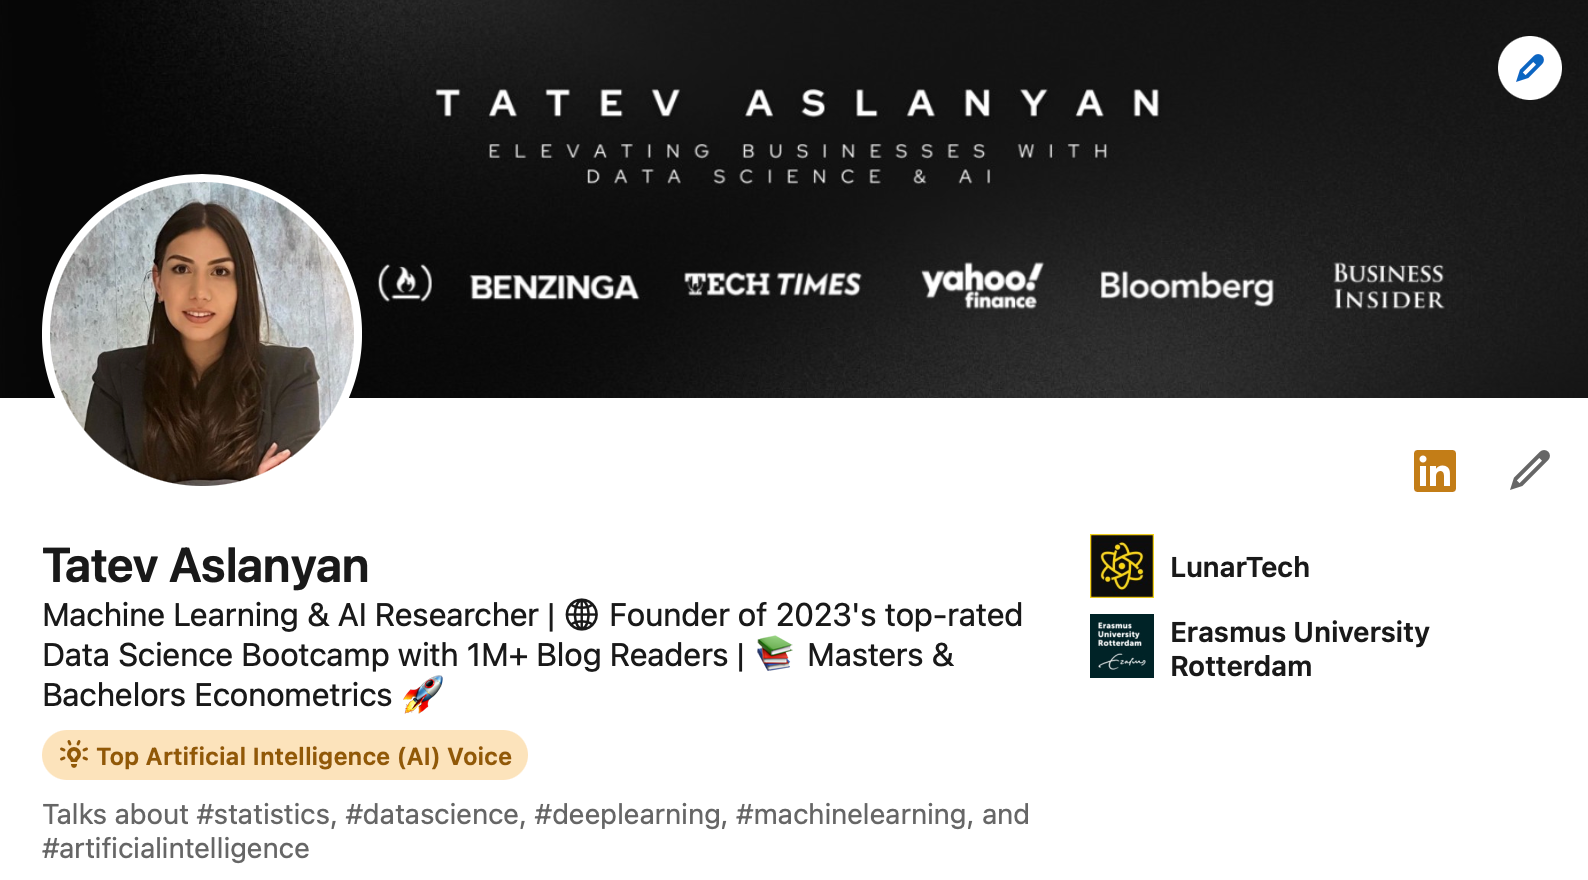 TATEV ASLANYAN
ELEVATING BUSINESSES WITH
DATA SCIENCE & AI
BENZINGA
TECH TIMES
yahoo!
finance
Bloomberg
BUSINESS
INSIDER
in
Tatev Aslanyan
Machine Learning & AI Researcher | 🌐 Founder of 2023's top-rated
Data Science Bootcamp with 1M+ Blog Readers | 📚 Masters &
Bachelors Econometrics 🚀
Top Artificial Intelligence (AI) Voice
Talks about #statistics, #datascience, #deeplearning, #machinelearning, and
#artificialintelligence
LunarTech
Erasmus
University
Rotterdam
Erasmus
Erasmus University
Rotterdam